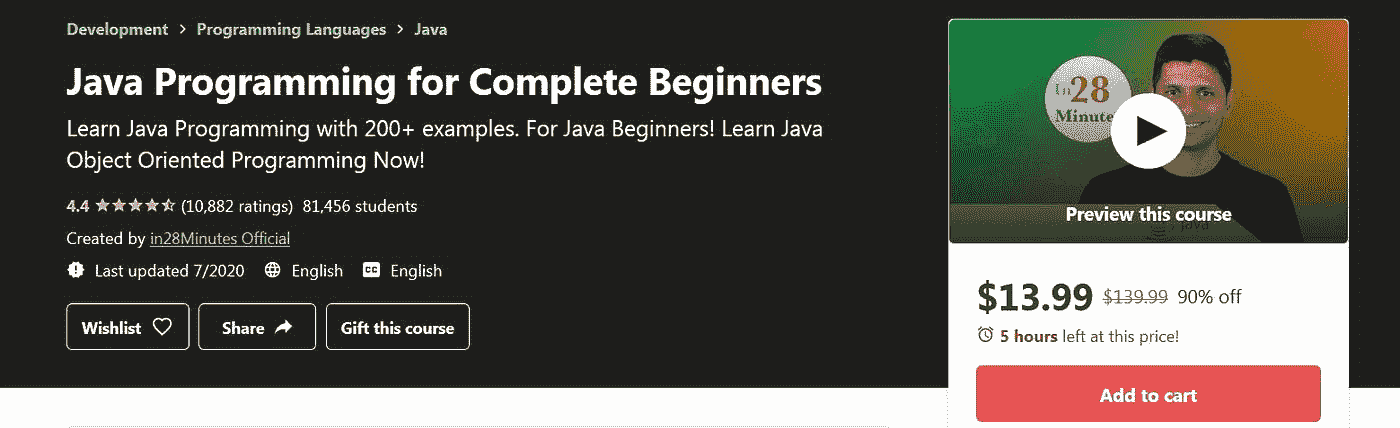 Development > Programming Languages > Java
Java Programming for Complete Beginners
Learn Java Programming with 200+ examples. For Java Beginners! Learn Java
Object Oriented Programming Now!
4.4 (10,882 ratings) 81,456 students
Created by in28Minutes Official
Last updated 7/2020 English CC English
Wishlist Share Gift this course
In
28
Minute
Preview this course
$13.99 $139.99 90% off
5 hours left at this price!
Add to cart